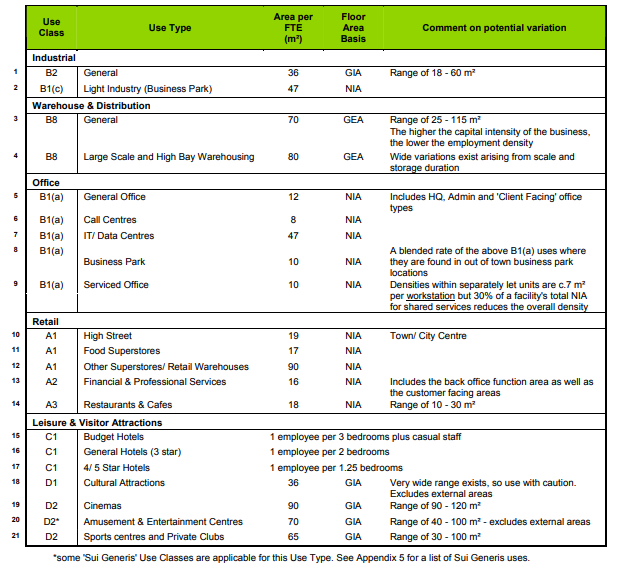 Use Class Use Type Area per FTE (m²) Floor Area Basis Comment on potential variation
Industrial
1 B2 General 36 GIA Range of 18 - 60 m²
2 B1(c) Light Industry (Business Park) 47 NIA
Warehouse & Distribution
3 B8 General 70 GEA Range of 25 - 115 m²
The higher the capital intensity of the business,
the lower the employment density
4 B8 Large Scale and High Bay Warehousing 80 GEA Wide variations exist arising from scale and
storage duration
Office
5 B1(a) General Office 12 NIA Includes HQ, Admin and 'Client Facing' office
types
6 B1(a) Call Centres 8 NIA
7 B1(a) IT/ Data Centres 47 NIA
8 B1(a) Business Park 10 NIA A blended rate of the above B1(a) uses where
they are found in out of town business park
locations
9 B1(a) Serviced Office 10 NIA Densities within separately let units are c.7 m²
per workstation but 30% of a facility's total NIA
for shared services reduces the overall density
Retail
10 A1 High Street 19 NIA Town/ City Centre
11 A1 Food Superstores 17 NIA
12 A1 Other Superstores/ Retail Warehouses 90 NIA
13 A2 Financial & Professional Services 16 NIA Includes the back office function area as well as
the customer facing areas
14 A3 Restaurants & Cafes 18 NIA Range of 10 - 30 m²
Leisure & Visitor Attractions
15 C1 Budget Hotels 1 employee per 3 bedrooms plus casual staff
16 C1 General Hotels (3 star) 1 employee per 2 bedrooms
17 C1 4/ 5 Star Hotels 1 employee per 1.25 bedrooms
18 D1 Cultural Attractions 36 GIA Very wide range exists, so use with caution.
Excludes external areas
19 D2 Cinemas 90 GIA Range of 90 - 120 m²
20 D2* Amusement & Entertainment Centres 70 GIA Range of 40 - 100 m² - excludes external areas
21 D2 Sports centres and Private Clubs 65 GIA Range of 30 - 100 m²
*some 'Sui Generis' Use Classes are applicable for this Use Type. See Appendix 5 for a list of Sui Generis uses.